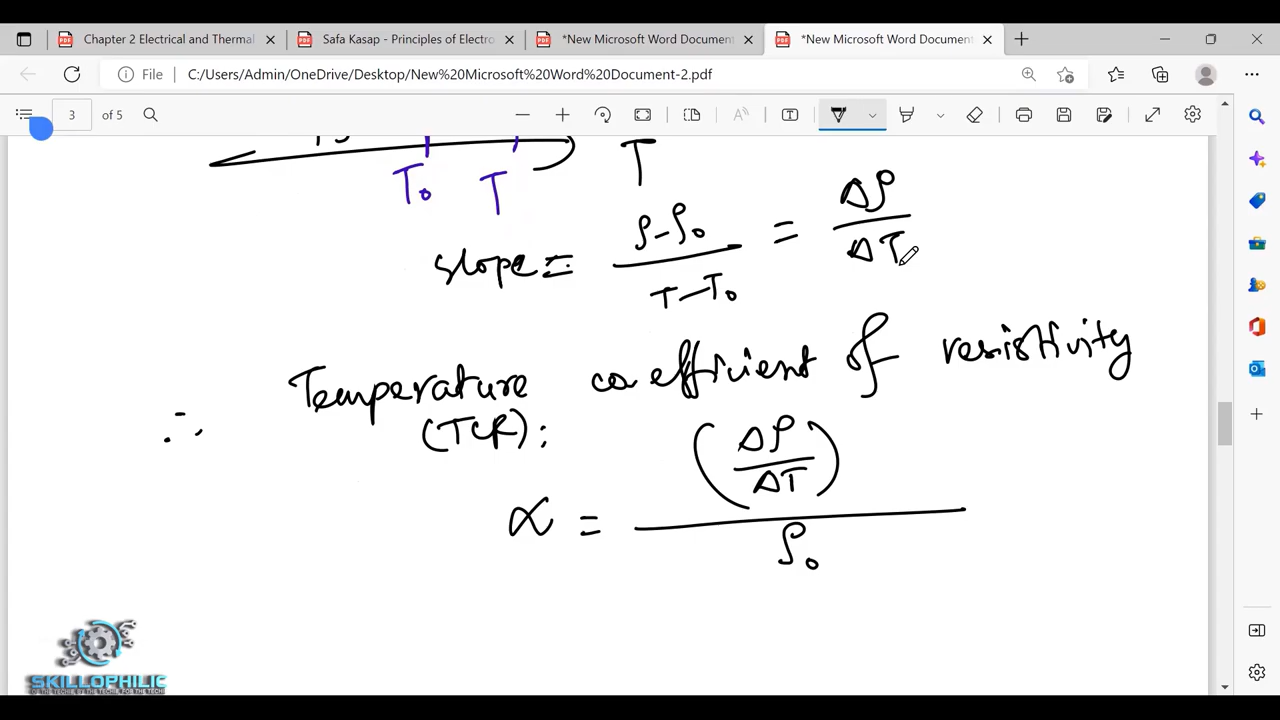 Chapter 2 Electrical and Thermal
Safa Kasap - Principles of Electro
*New Microsoft Word Document
*New Microsoft Word Document
File C:/Users/Admin/OneDrive/Desktop/New%20Microsoft%20Word%20Document-2.pdf
3 of 5
T
T₀ T
slope = (ρ-ρ₀)/(T-T₀) = Δρ/ΔT
∴ Temperature coefficient of resistivity
(TCR):
α = (Δρ/ΔT)/ρ₀
SKILLOPHILIC